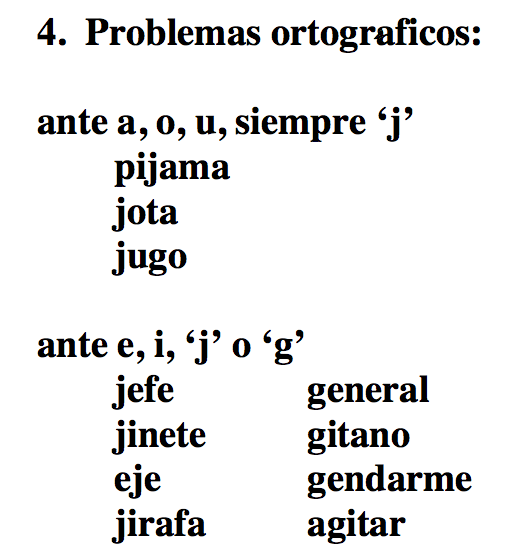 4. Problemas ortograficos:
ante a, o, u, siempre ‘j’
pijama
jota
jugo
ante e, i, ‘j’ o ‘g’
jefe general
jinete gitano
eje gendarme
jirafa agitar